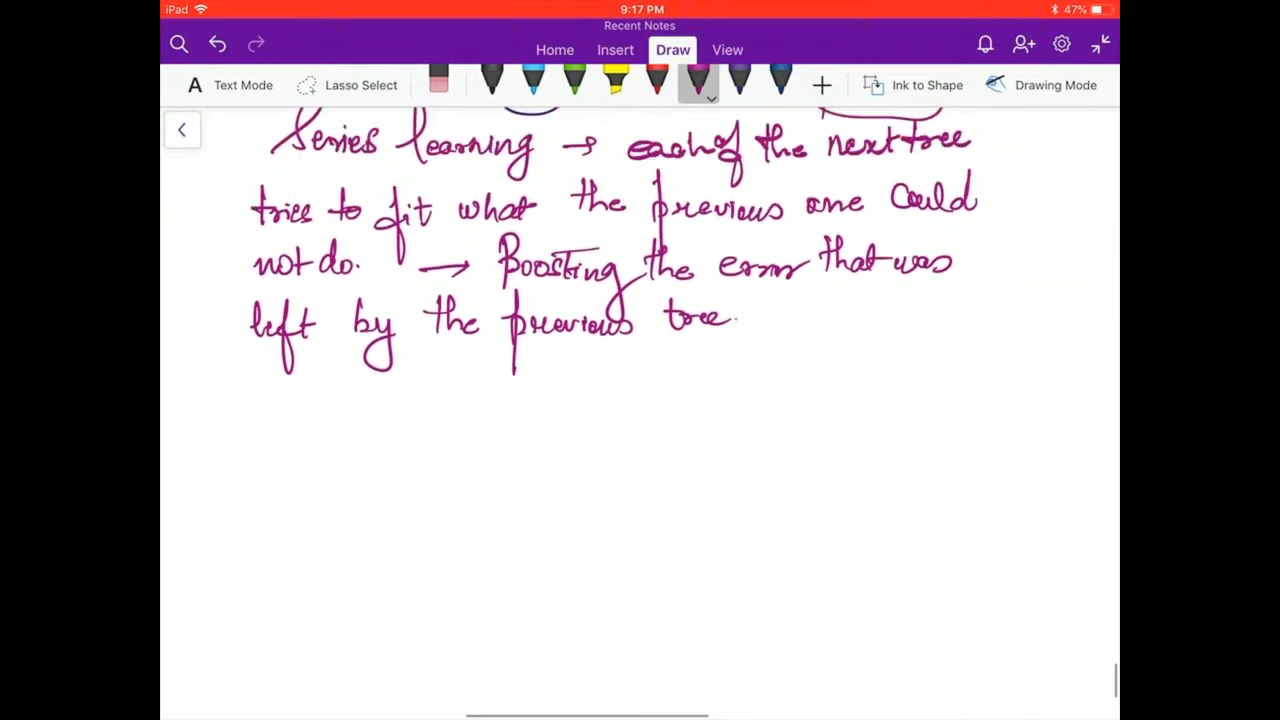 iPad
9:17 PM
47%
Recent Notes
Home Insert Draw View
Text Mode Lasso Select Ink to Shape Drawing Mode
Series learning → each of the next tree
tries to fit what the previous one could
not do. → Boosting the error that was
left by the previous tree.